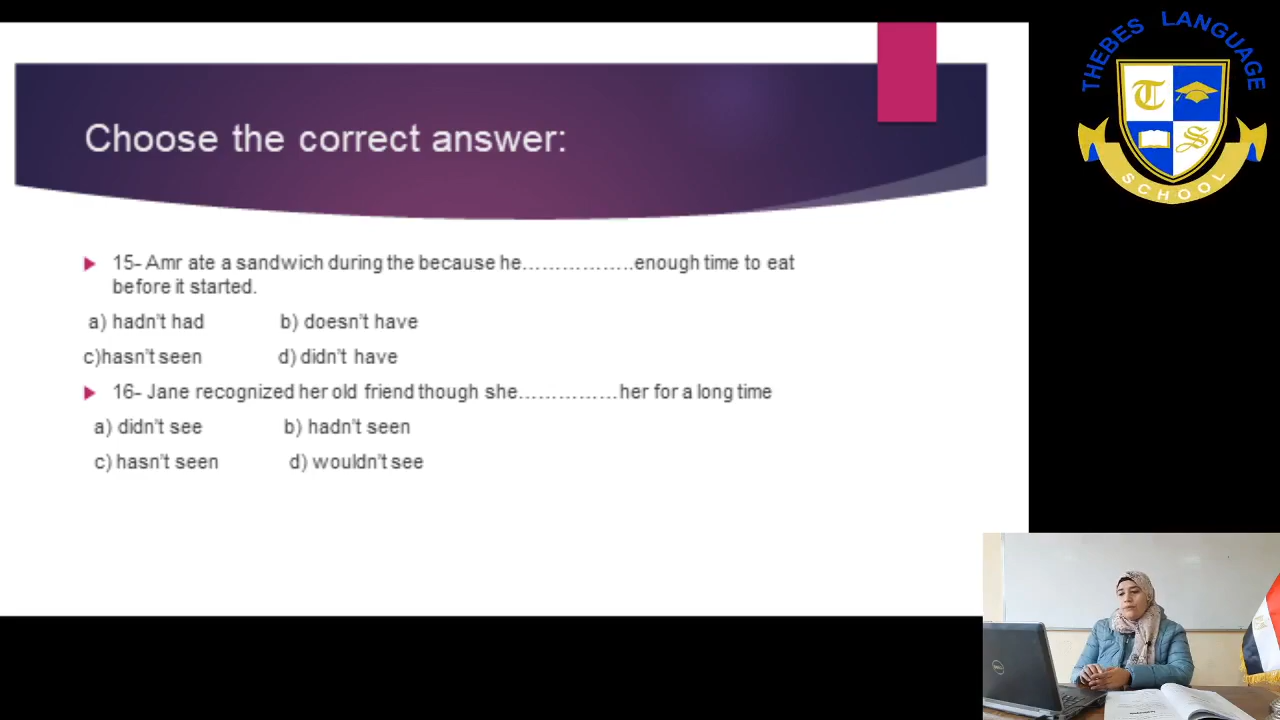 THEBES LANGUAGE
T
S
SCHOOL
Choose the correct answer:
15- Amr ate a sandwich during the because he……………..enough time to eat
before it started.
a) hadn't had b) doesn't have
c)hasn't seen d) didn't have
16- Jane recognized her old friend though she……………her for a long time
a) didn't see b) hadn't seen
c) hasn't seen d) wouldn't see